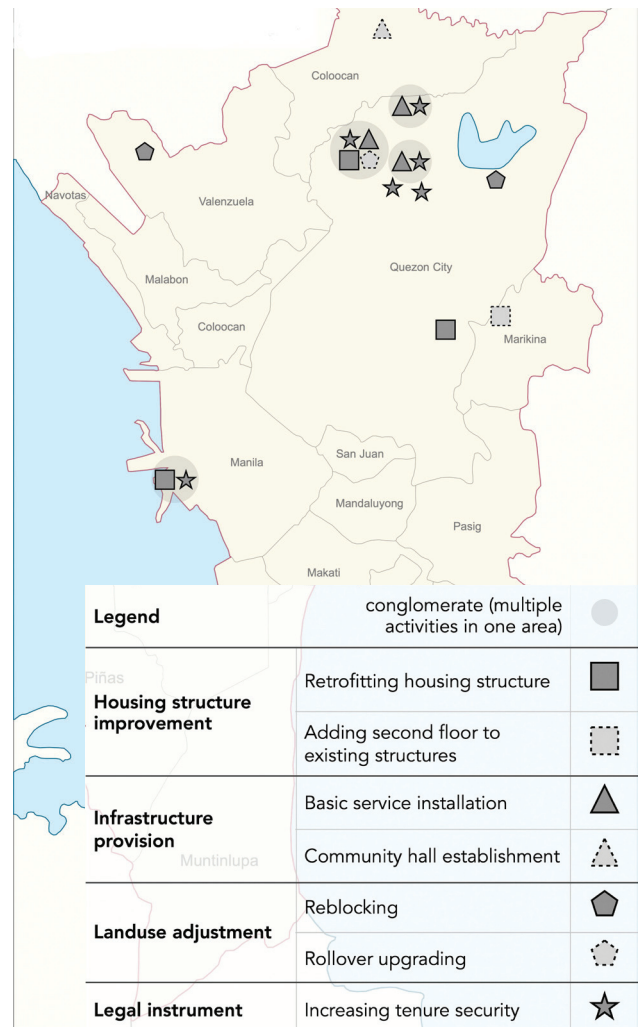 Coloocan
Navotas
Valenzuela
Malabon
Coloocan
Quezon City
Marikina
Manila
San Juan
Mandaluyong
Pasig
Makati
Legend
conglomerate (multiple
activities in one area)
Piñas
Housing structure
improvement
Retrofitting housing structure
Adding second floor to
existing structures
Infrastructure
provision
Basic service installation
Community hall establishment
Muntinlupa
Landuse adjustment
Reblocking
Rollover upgrading
Legal instrument
Increasing tenure security